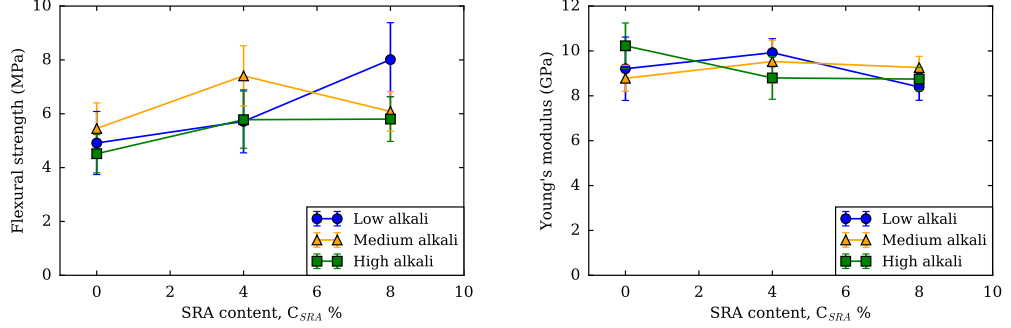 10
8
6
4
2
0
Flexural strength (MPa)
Low alkali
Medium alkali
High alkali
0 2 4 6 8 10
SRA content, C_SRA %
12
10
8
6
4
2
0
Young's modulus (GPa)
Low alkali
Medium alkali
High alkali
0 2 4 6 8 10
SRA content, C_SRA %